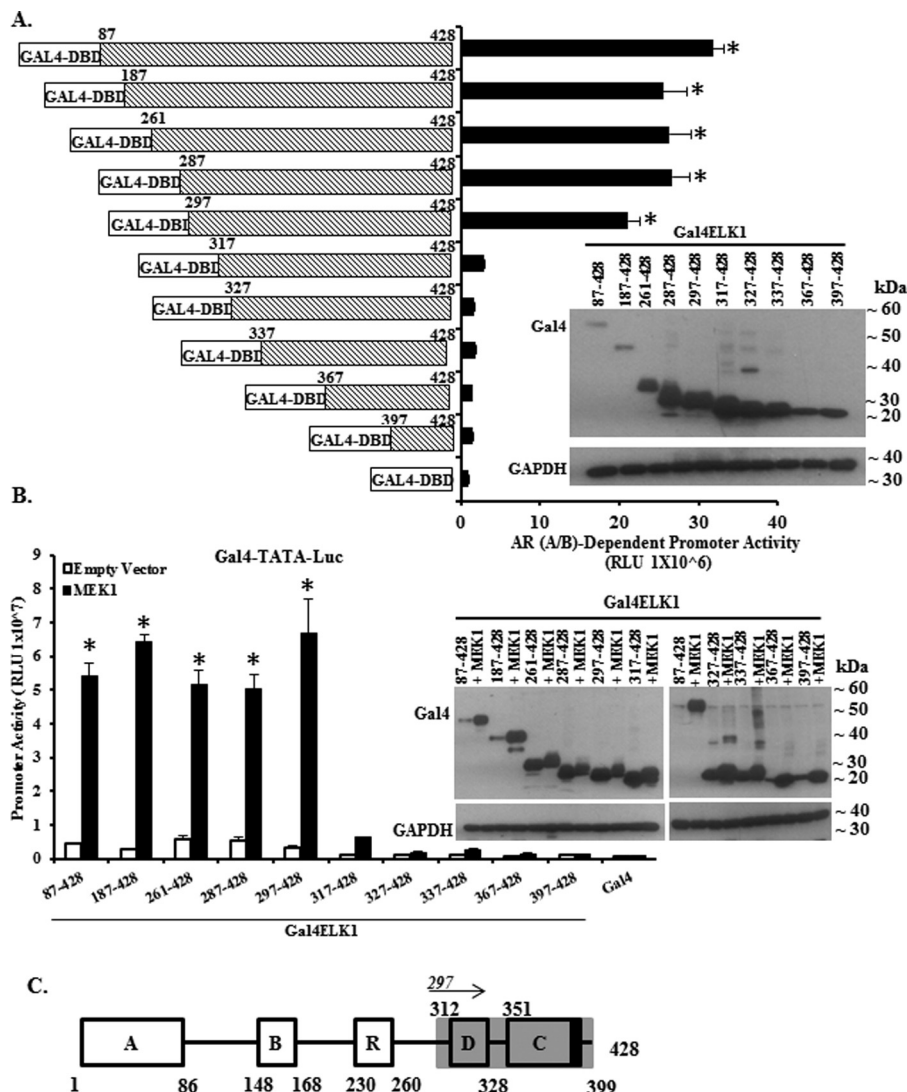 A.
87 428
GAL4-DBD
187 428
GAL4-DBD
261 428
GAL4-DBD
287 428
GAL4-DBD
297 428
GAL4-DBD
317 428
GAL4-DBD
327 428
GAL4-DBD
337 428
GAL4-DBD
367 428
GAL4-DBD
397 428
GAL4-DBD
GAL4-DBD
*
*
*
*
*
0 10 20 30 40
AR (A/B)-Dependent Promoter Activity
(RLU 1X10^6)
Gal4ELK1
87-428
187-428
261-428
287-428
297-428
317-428
327-428
337-428
367-428
397-428
kDa
Gal4
~ 60
~ 50
~ 40
~ 30
~ 20
GAPDH
~ 40
~ 30
B.
Gal4-TATA-Luc
Empty Vector
MEK1
Promoter Activity (RLU 1x10^7)
9
8
7
6
5
4
3
2
1
0
*
*
*
*
*
87-428
187-428
261-428
287-428
297-428
317-428
327-428
337-428
367-428
397-428
Gal4
Gal4ELK1
Gal4ELK1
87-428
+ MEK1
187-428
+ MEK1
261-428
+ MEK1
287-428
+ MEK1
297-428
+ MEK1
317-428
+ MEK1
87-428
+ MEK1
327-428
+MEK1
337-428
+MEK1
367-428
+MEK1
397-428
+MEK1
kDa
Gal4
~ 60
~ 50
~ 40
~ 30
~ 20
GAPDH
~ 40
~ 30
C.
297
312 351
A B R D C
428
1 86 148 168 230 260 328 399